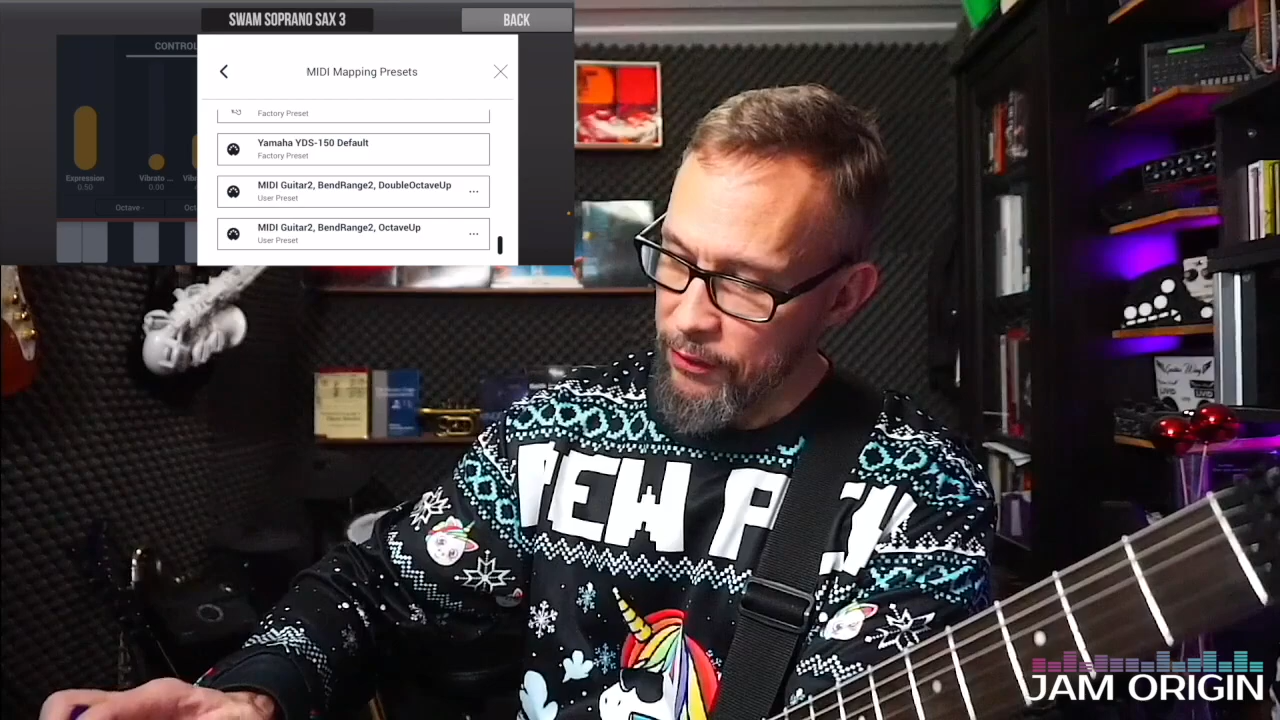 SWAM SOPRANO SAX 3
BACK
CONTROL
MIDI Mapping Presets
Factory Preset
Yamaha YDS-150 Default
Factory Preset
MIDI Guitar2, BendRange2, DoubleOctaveUp
User Preset
MIDI Guitar2, BendRange2, OctaveUp
User Preset
Expression
0.50
Vibrato ...
0.00
Octave -
JAM ORIGIN